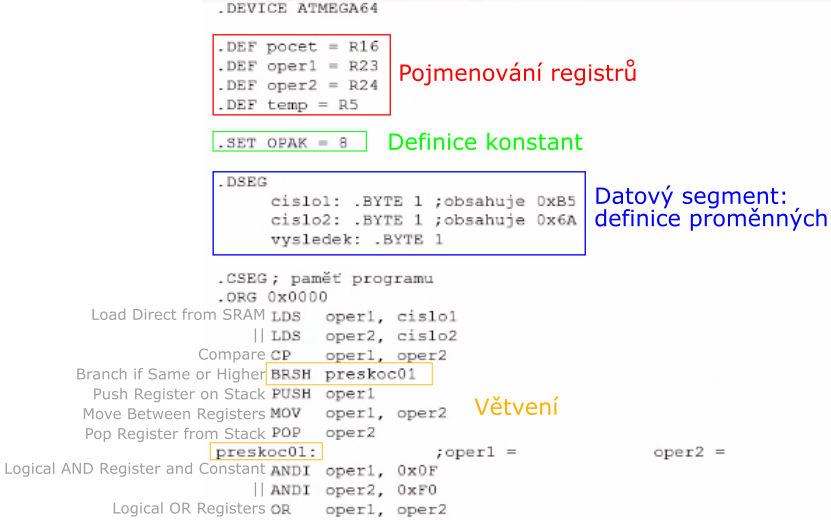 .DEVICE ATMEGA64
.DEF pocet = R16
.DEF oper1 = R23
.DEF oper2 = R24
.DEF temp = R5
Pojmenování registrů
.SET OPAK = 8
Definice konstant
.DSEG
cislo1: .BYTE 1 ;obsahuje 0xB5
cislo2: .BYTE 1 ;obsahuje 0x6A
vysledek: .BYTE 1
Datový segment:
definice proměnných
.CSEG ; paměť programu
.ORG 0x0000
Load Direct from SRAM LDS oper1, cislo1
|| LDS oper2, cislo2
Compare CP oper1, oper2
Branch if Same or Higher BRSH preskoc01
Push Register on Stack PUSH oper1
Move Between Registers MOV oper1, oper2
Pop Register from Stack POP oper2
Větvení
preskoc01: ;oper1 = oper2 =
Logical AND Register and Constant ANDI oper1, 0x0F
|| ANDI oper2, 0xF0
Logical OR Registers OR oper1, oper2